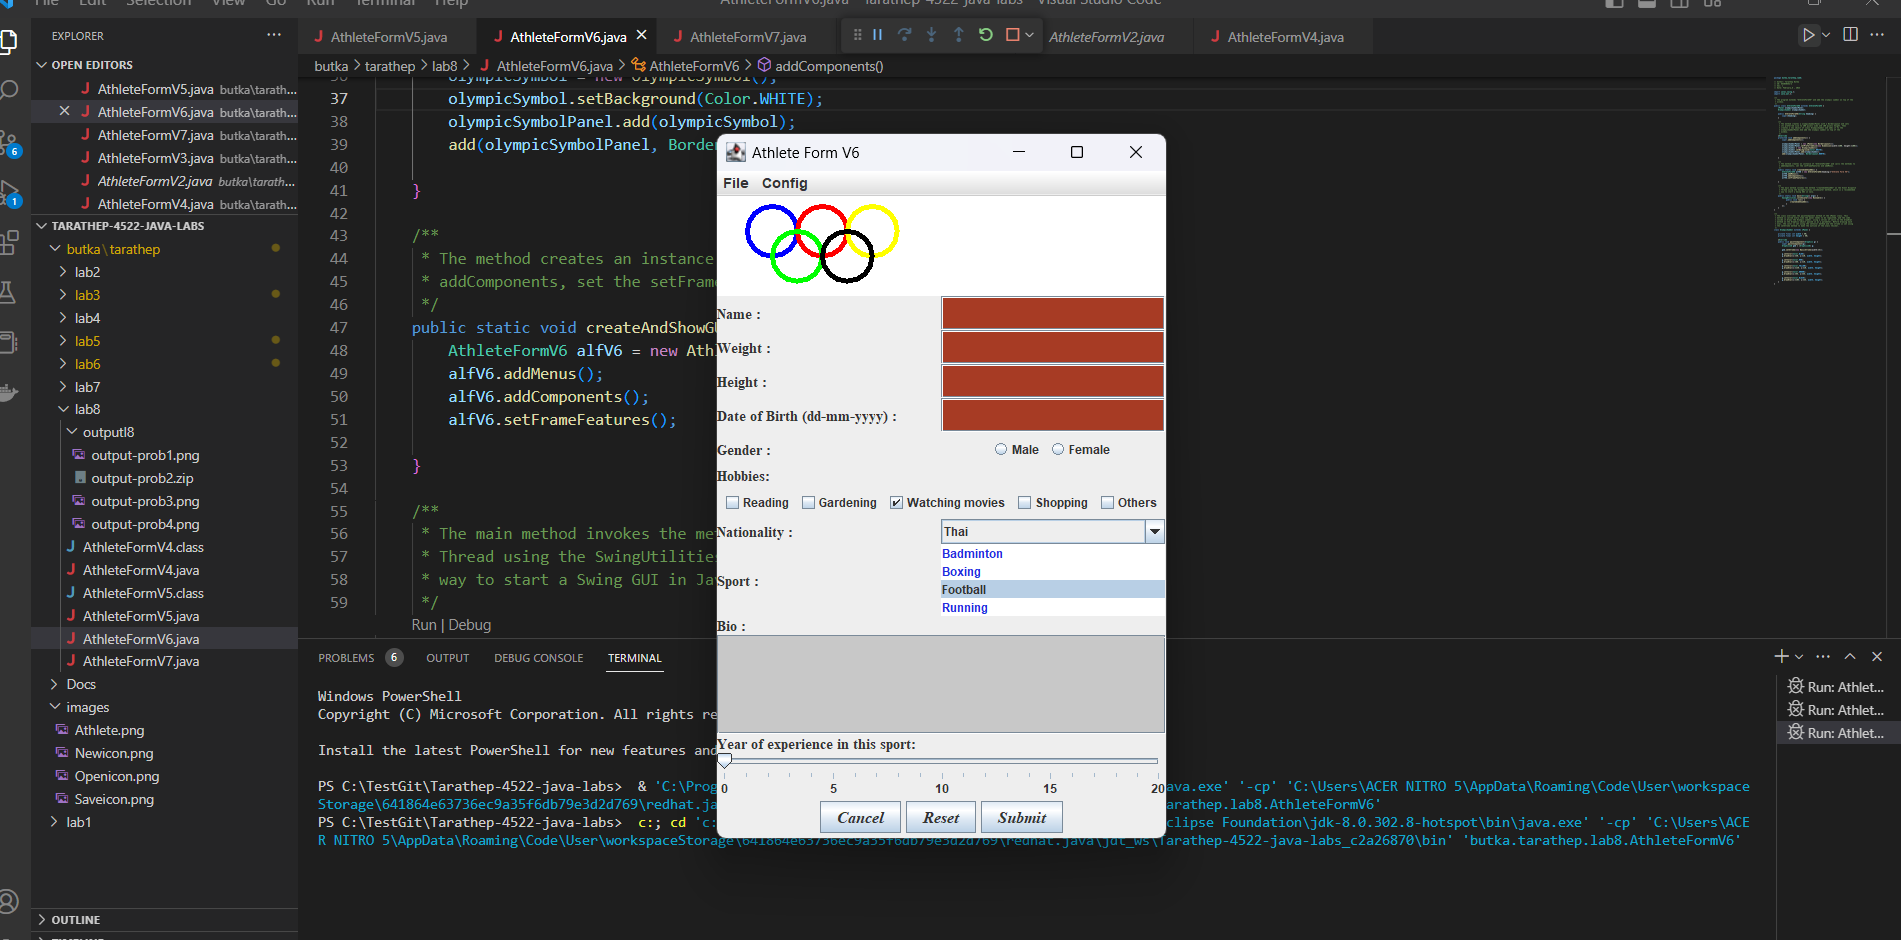 File Edit Selection View Go Run Terminal Help
AthleteFormV6.java - Tarathep-4522-java-labs - Visual Studio Code
EXPLORER
OPEN EDITORS
AthleteFormV5.java butka\tarath...
AthleteFormV6.java butka\tarath...
AthleteFormV7.java butka\tarath...
AthleteFormV3.java butka\tarath...
AthleteFormV2.java butka\tarath...
AthleteFormV4.java butka\tarath...
TARATHEP-4522-JAVA-LABS
butka \ tarathep
lab2
lab3
lab4
lab5
lab6
lab7
lab8
outputl8
output-prob1.png
output-prob2.zip
output-prob3.png
output-prob4.png
AthleteFormV4.class
AthleteFormV4.java
AthleteFormV5.class
AthleteFormV5.java
AthleteFormV6.java
AthleteFormV7.java
Docs
images
Athlete.png
Newicon.png
Openicon.png
Saveicon.png
lab1
OUTLINE
TIMELINE
6
1
AthleteFormV5.java
AthleteFormV6.java
AthleteFormV7.java
AthleteFormV2.java
AthleteFormV4.java
butka > tarathep > lab8 > AthleteFormV6.java > AthleteFormV6 > addComponents()
36 olympicSymbol = new OlympicSymbol();
37 olympicSymbol.setBackground(Color.WHITE);
38 olympicSymbolPanel.add(olympicSymbol);
39 add(olympicSymbolPanel, Borde
40
41 }
42
43 /**
44 * The method creates an instance
45 * addComponents, set the setFram
46 */
47 public static void createAndShowGU
48 AthleteFormV6 alfV6 = new Ath
49 alfV6.addMenus();
50 alfV6.addComponents();
51 alfV6.setFrameFeatures();
52
53 }
54
55 /**
56 * The main method invokes the me
57 * Thread using the SwingUtilitie
58 * way to start a Swing GUI in Ja
59 */
Run | Debug
Athlete Form V6
File Config
Name :
Weight :
Height :
Date of Birth (dd-mm-yyyy) :
Gender : Male Female
Hobbies:
Reading Gardening Watching movies Shopping Others
Nationality : Thai
Badminton
Boxing
Sport :
Football
Running
Bio :
Year of experience in this sport:
0 5 10 15 20
Cancel Reset Submit
PROBLEMS 6 OUTPUT DEBUG CONSOLE TERMINAL
Windows PowerShell
Copyright (C) Microsoft Corporation. All rights re
Install the latest PowerShell for new features and
PS C:\TestGit\Tarathep-4522-java-labs> & 'C:\Prog ava.exe' '-cp' 'C:\Users\ACER NITRO 5\AppData\Roaming\Code\User\workspace
Storage\641864e63736ec9a35f6db79e3d2d769\redhat.ja arathep.lab8.AthleteFormV6'
PS C:\TestGit\Tarathep-4522-java-labs> c:; cd 'c: clipse Foundation\jdk-8.0.302.8-hotspot\bin\java.exe' '-cp' 'C:\Users\ACE
R NITRO 5\AppData\Roaming\Code\User\workspaceStorage\641864e63736ec9a35f6db79e3d2d769\redhat.java\jdt_ws\Tarathep-4522-java-labs_c2a26870\bin' 'butka.tarathep.lab8.AthleteFormV6'
Run: Athlet...
Run: Athlet...
Run: Athlet...